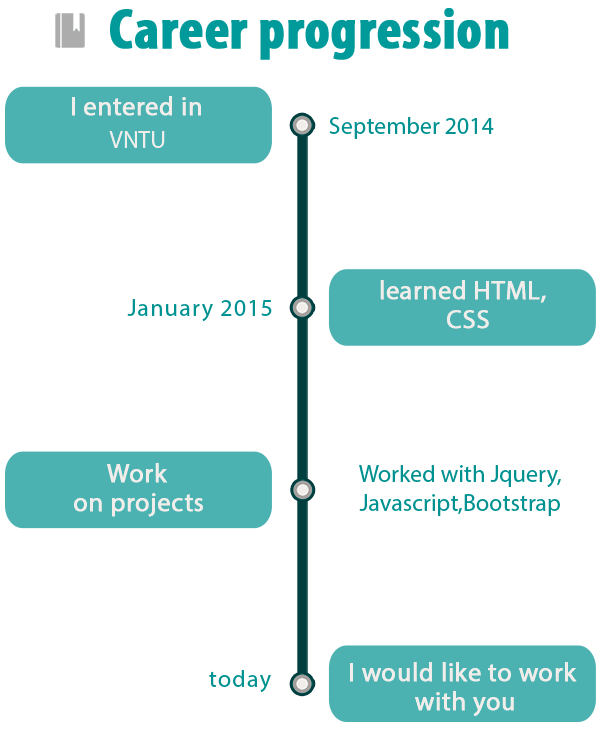 Career progression
I entered in
VNTU
September 2014
January 2015
learned HTML,
CSS
Work
on projects
Worked with Jquery,
Javascript,Bootstrap
today
I would like to work
with you